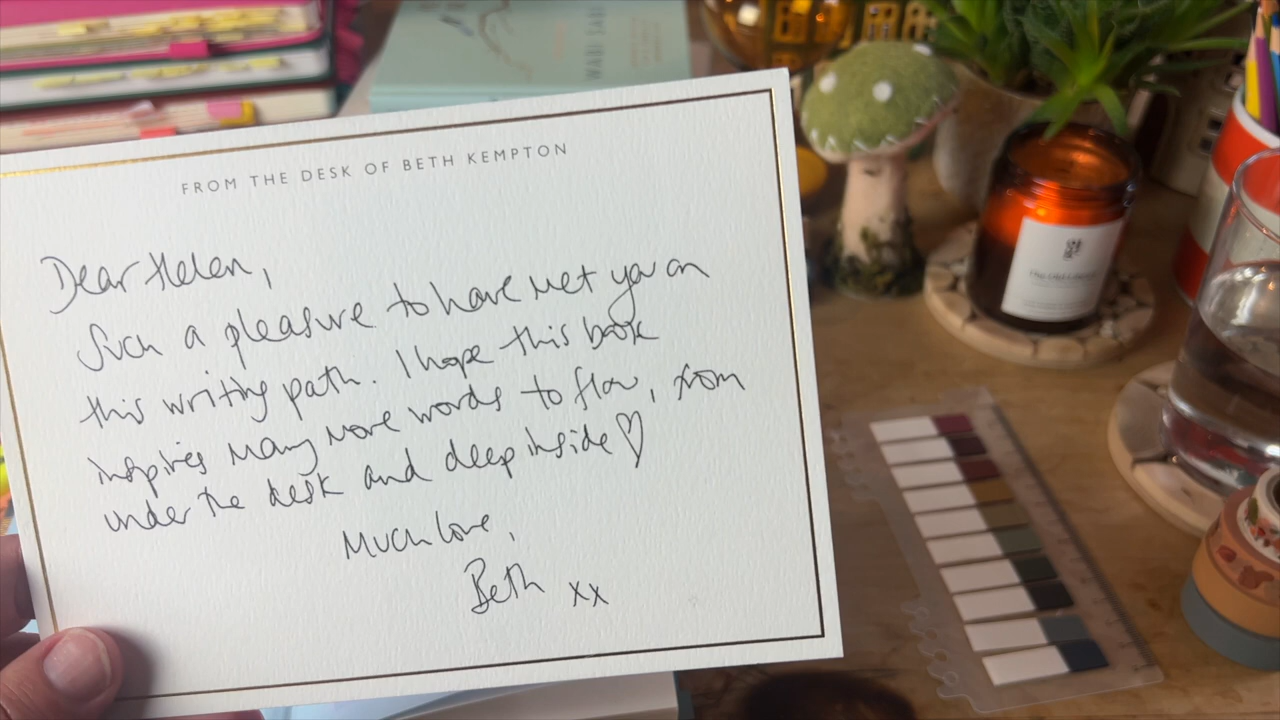 WABI SABI
FROM THE DESK OF BETH KEMPTON
Dear Helen,
Such a pleasure to have met you on
this writing path. I hope this book
inspires many more words to flow, from
under the desk and deep inside ♡
Much love,
Beth xx